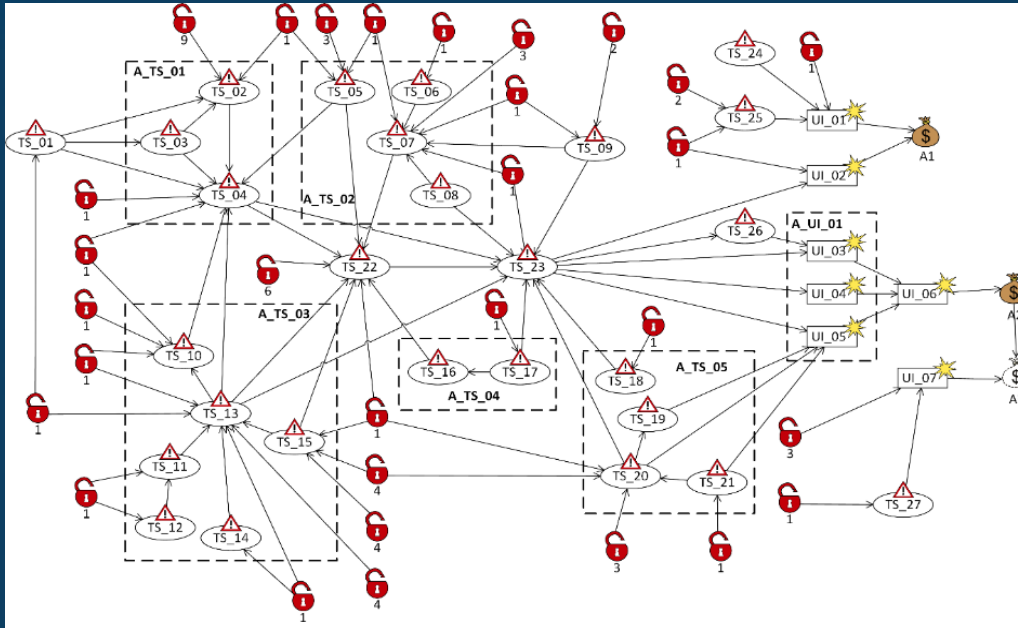 9
1
3
1
1
3
2
TS_24
1
A_TS_01
TS_02
TS_05
TS_06
2
TS_25
UI_01
A1
TS_01
TS_03
TS_07
1
TS_09
1
UI_02
TS_04
TS_08
A_TS_02
1
1
TS_26
A_UI_01
UI_03
1
6
TS_22
TS_23
UI_04
UI_06
1
A_TS_03
1
1
UI_05
TS_10
1
TS_16
TS_17
A_TS_04
A_TS_05
TS_18
UI_07
1
TS_13
TS_19
TS_15
1
3
TS_11
4
TS_20
TS_21
1
TS_12
TS_14
4
1
TS_27
3
1
1
4